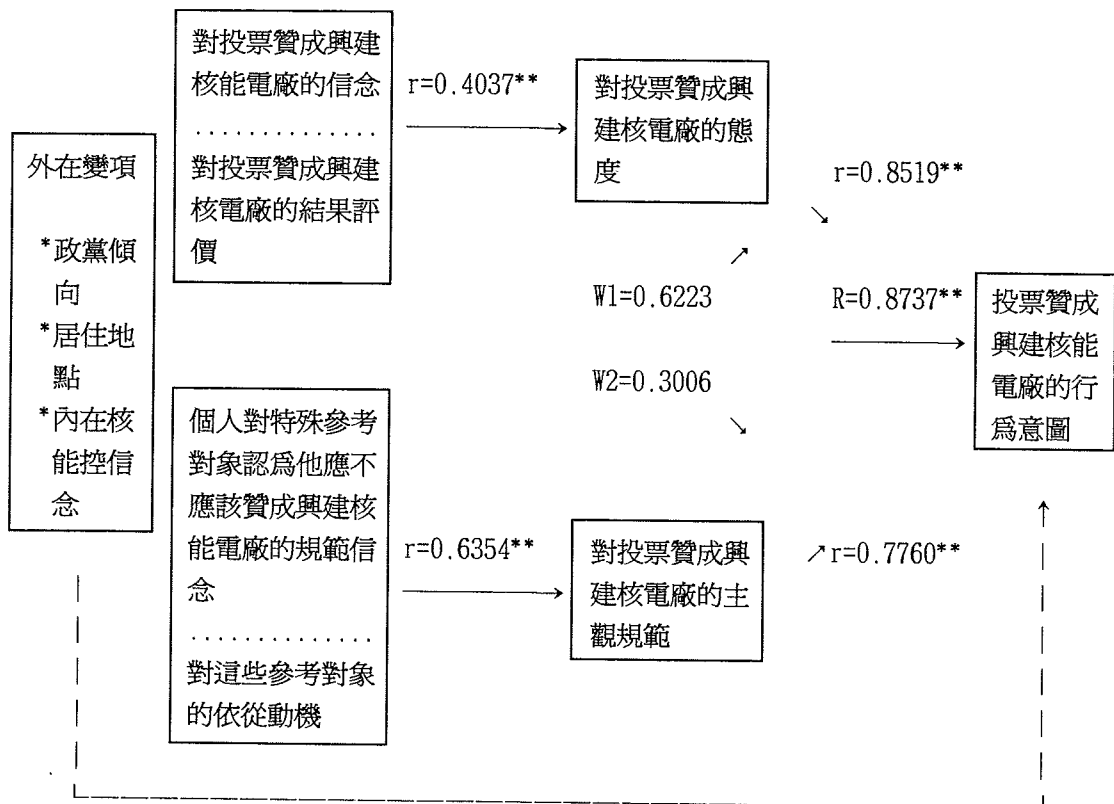 外在變項
*政黨傾
向
*居住地
點
*內在核
能控信
念
對投票贊成興建
核能電廠的信念
..............
對投票贊成興建
核電廠的結果評
價
r=0.4037**
對投票贊成興
建核電廠的態
度
r=0.8519**
W1=0.6223
R=0.8737**
W2=0.3006
投票贊成
興建核能
電廠的行
爲意圖
個人對特殊參考
對象認爲他應不
應該贊成興建核
能電廠的規範信
念
..............
對這些參考對象
的依從動機
r=0.6354**
對投票贊成興
建核電廠的主
觀規範
r=0.7760**